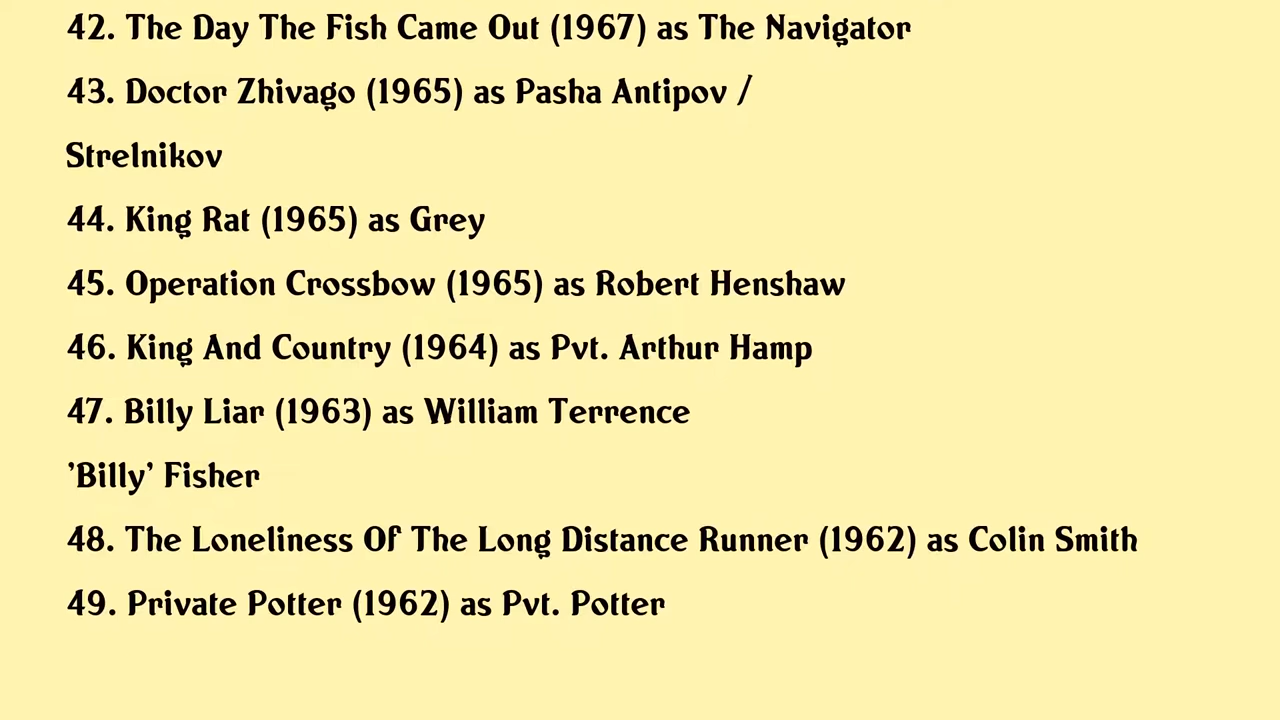 42. The Day The Fish Came Out (1967) as The Navigator
43. Doctor Zhivago (1965) as Pasha Antipov /
Strelnikov
44. King Rat (1965) as Grey
45. Operation Crossbow (1965) as Robert Henshaw
46. King And Country (1964) as Pvt. Arthur Hamp
47. Billy Liar (1963) as William Terrence
'Billy' Fisher
48. The Loneliness Of The Long Distance Runner (1962) as Colin Smith
49. Private Potter (1962) as Pvt. Potter